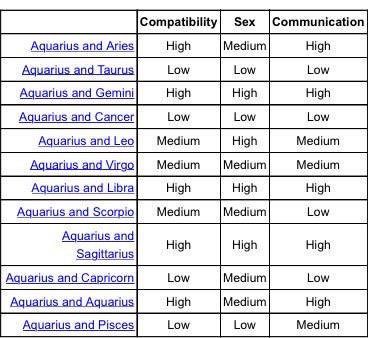 Compatibility Sex Communication
Aquarius and Aries High Medium High
Aquarius and Taurus Low Low Low
Aquarius and Gemini High High High
Aquarius and Cancer Low Low Low
Aquarius and Leo Medium High Medium
Aquarius and Virgo Medium Medium Medium
Aquarius and Libra High High High
Aquarius and Scorpio Medium Medium Low
Aquarius and
Sagittarius High High High
Aquarius and Capricorn Low Medium Low
Aquarius and Aquarius High Medium High
Aquarius and Pisces Low Low Medium